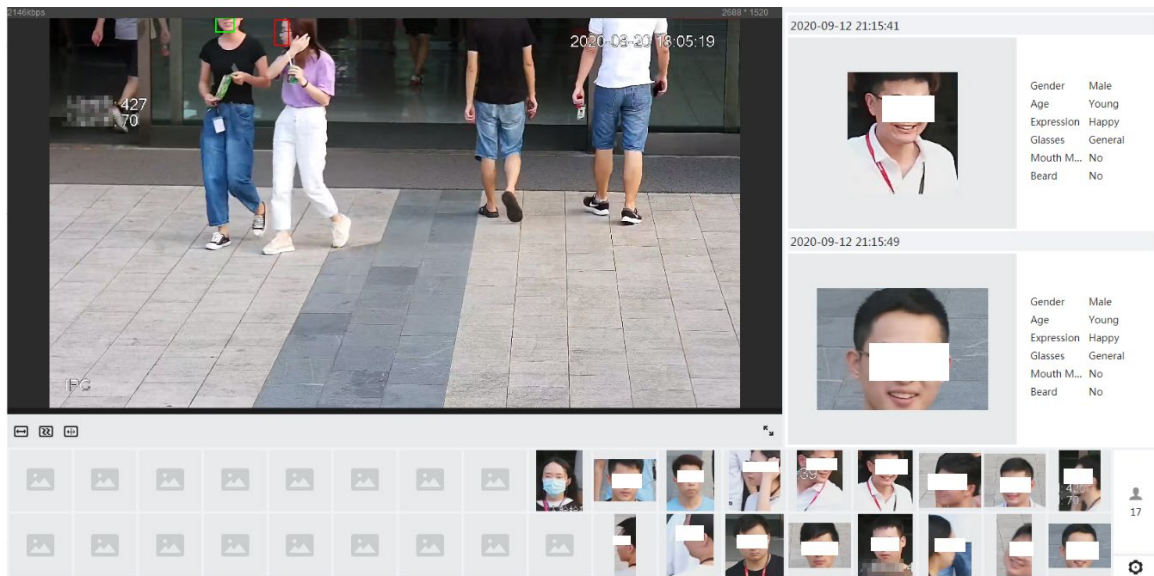 2146kbps
2688 * 1520
2020-08-20 18:05:19
427
70
IPC
2020-09-12 21:15:41
Gender Male
Age Young
Expression Happy
Glasses General
Mouth M... No
Beard No
2020-09-12 21:15:49
Gender Male
Age Young
Expression Happy
Glasses General
Mouth M... No
Beard No
39
70
17